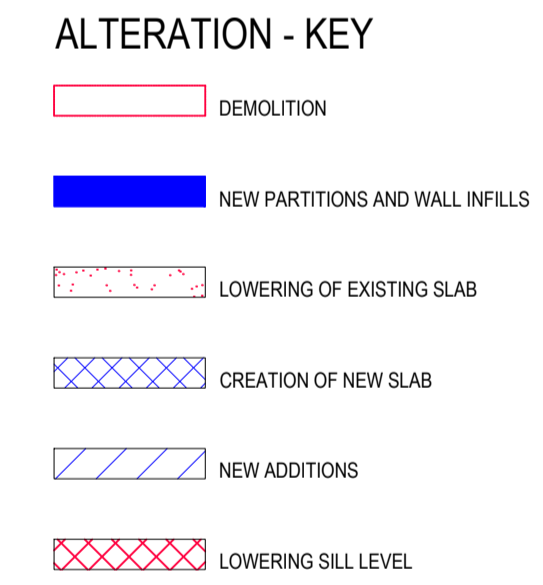 ALTERATION - KEY
DEMOLITION
NEW PARTITIONS AND WALL INFILLS
LOWERING OF EXISTING SLAB
CREATION OF NEW SLAB
NEW ADDITIONS
LOWERING SILL LEVEL